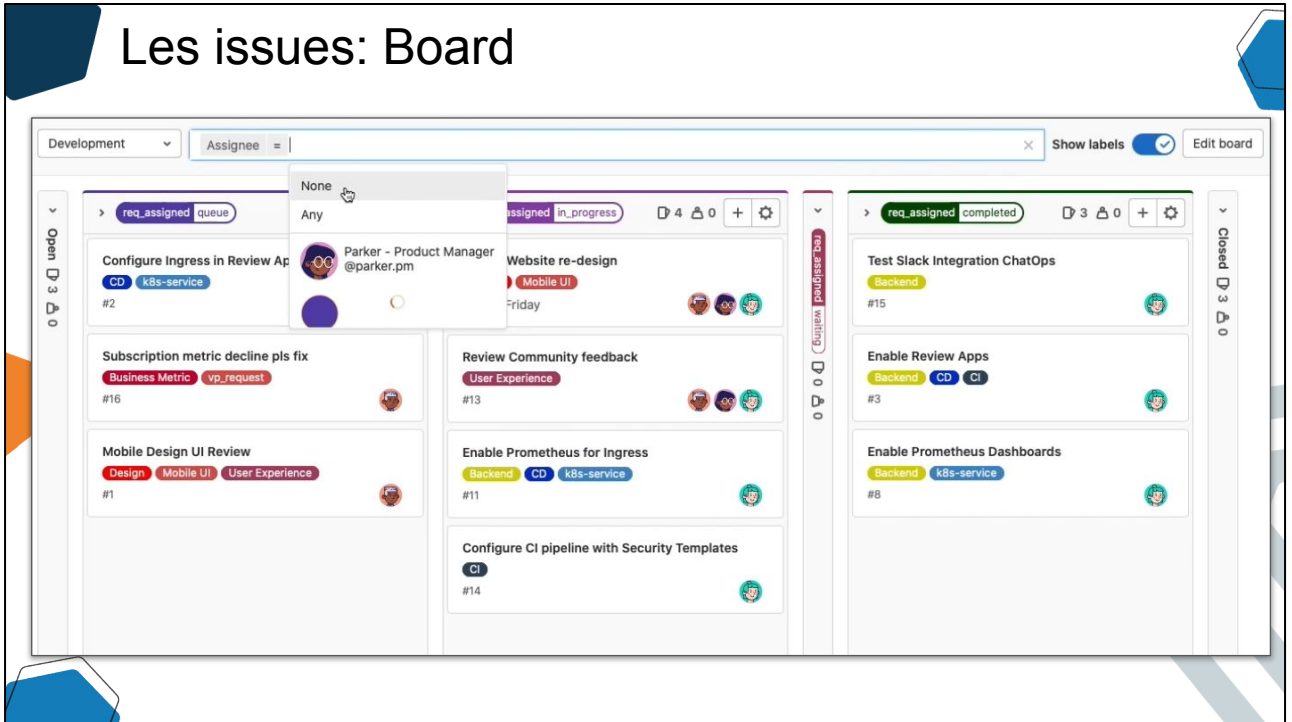 Les issues: Board
Development
Assignee =
Show labels
Edit board
None
Any
Parker - Product Manager
@parker.pm
Open
3
0
req_assigned queue
Configure Ingress in Review Ap
CD k8s-service
#2
Subscription metric decline pls fix
Business Metric vp_request
#16
Mobile Design UI Review
Design Mobile UI User Experience
#1
assigned in_progress
4 0
Website re-design
Mobile UI
Friday
Review Community feedback
User Experience
#13
Enable Prometheus for Ingress
Backend CD k8s-service
#11
Configure CI pipeline with Security Templates
CI
#14
req_assigned waiting
0
0
req_assigned completed
3 0
Test Slack Integration ChatOps
Backend
#15
Enable Review Apps
Backend CD CI
#3
Enable Prometheus Dashboards
Backend k8s-service
#8
Closed
3
0